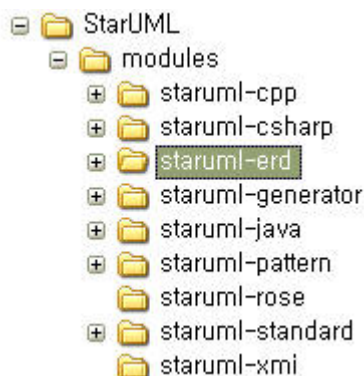 StarUML
modules
staruml-cpp
staruml-csharp
staruml-erd
staruml-generator
staruml-java
staruml-pattern
staruml-rose
staruml-standard
staruml-xmi